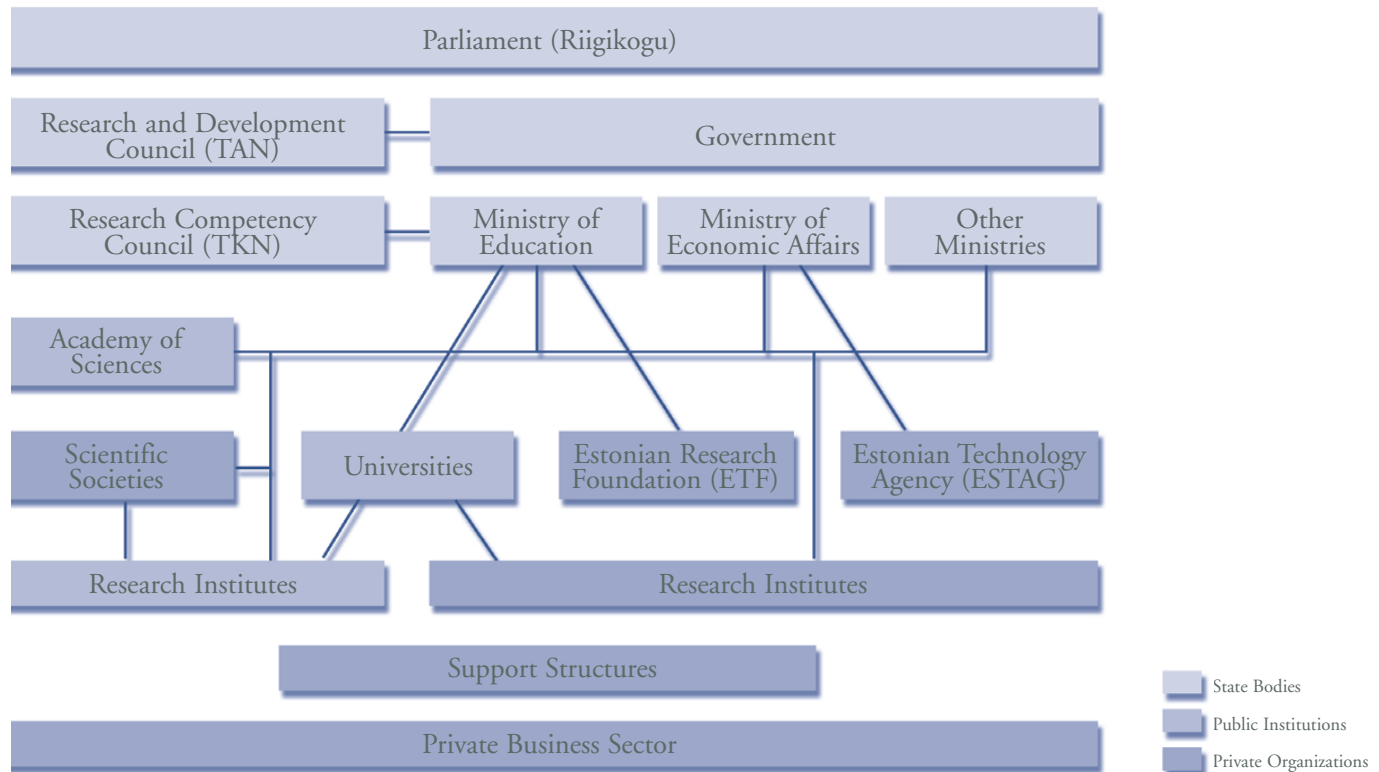 Parliament (Riigikogu)
Research and Development
Council (TAN)
Government
Research Competency
Council (TKN)
Ministry of
Education
Ministry of
Economic Affairs
Other
Ministries
Academy of
Sciences
Scientific
Societies
Universities
Estonian Research
Foundation (ETF)
Estonian Technology
Agency (ESTAG)
Research Institutes
Research Institutes
Support Structures
Private Business Sector
State Bodies
Public Institutions
Private Organizations